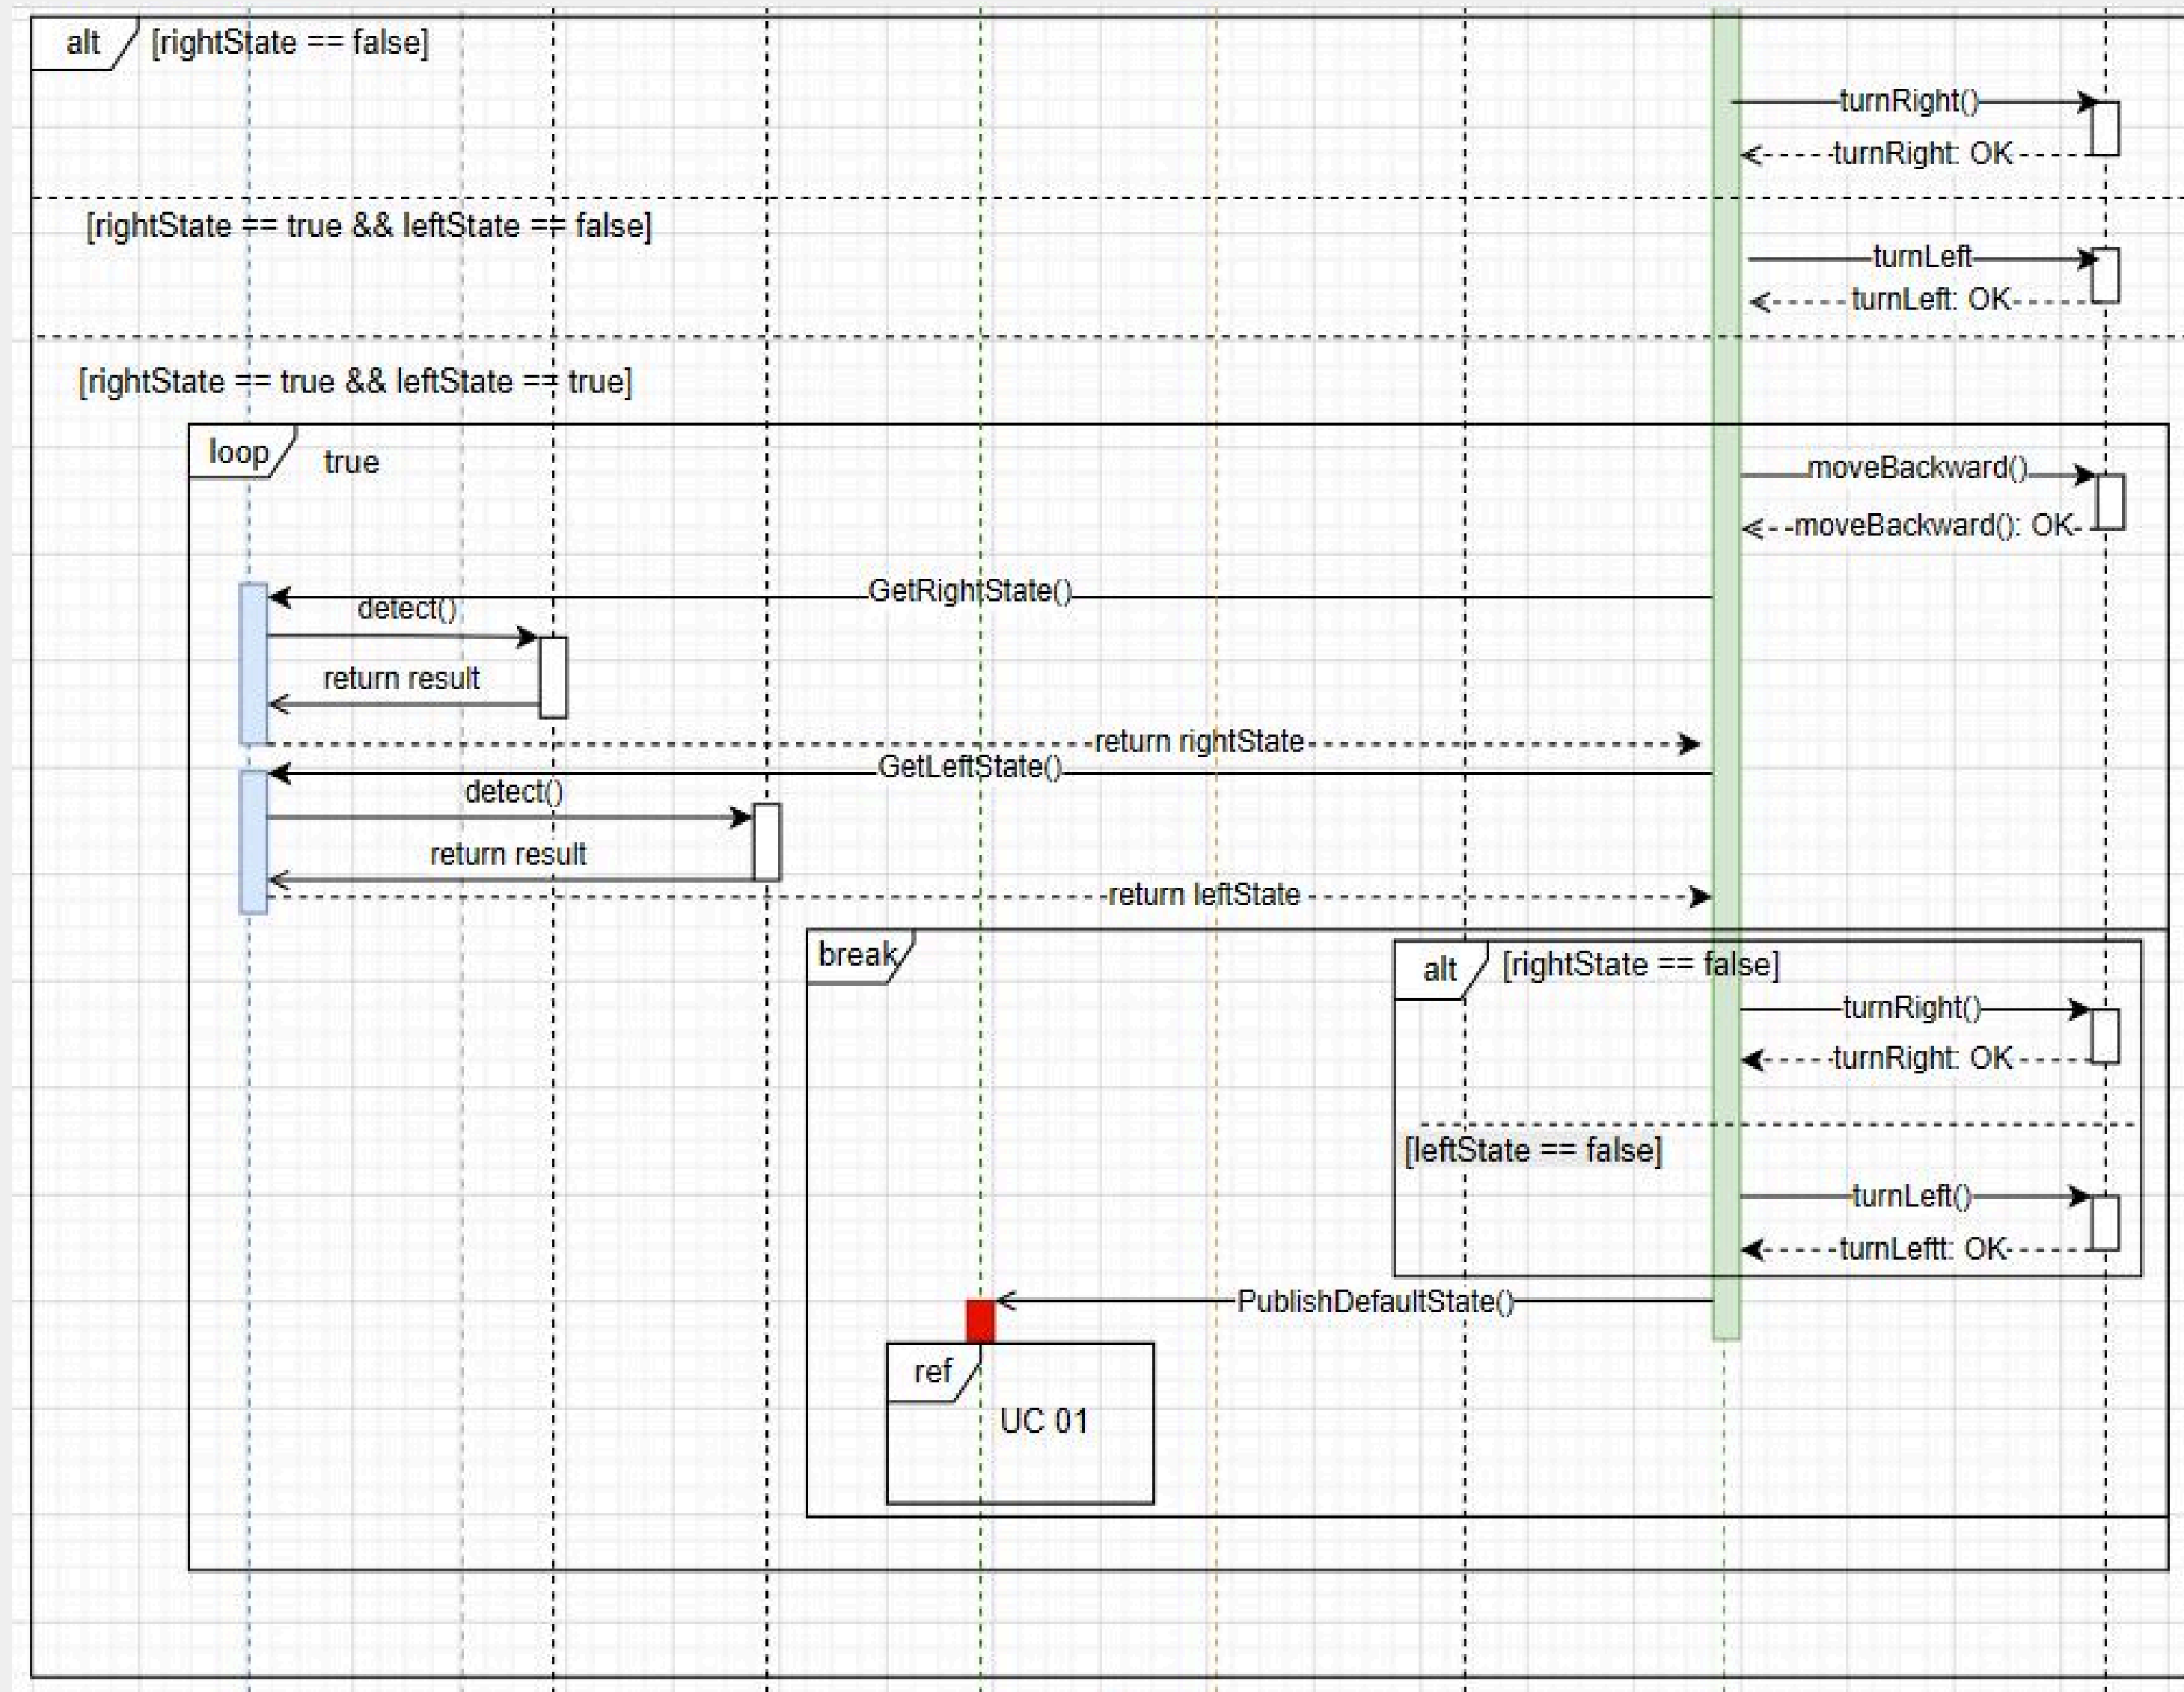 alt
[rightState == false]
turnRight()
turnRight: OK
[rightState == true && leftState == false]
turnLeft
turnLeft: OK
[rightState == true && leftState == true]
loop
true
moveBackward()
moveBackward(): OK
GetRightState()
detect()
return result
return rightState
GetLeftState()
detect()
return result
return leftState
break
alt
[rightState == false]
turnRight()
turnRight: OK
[leftState == false]
turnLeft()
turnLeftt: OK
PublishDefaultState()
ref
UC 01